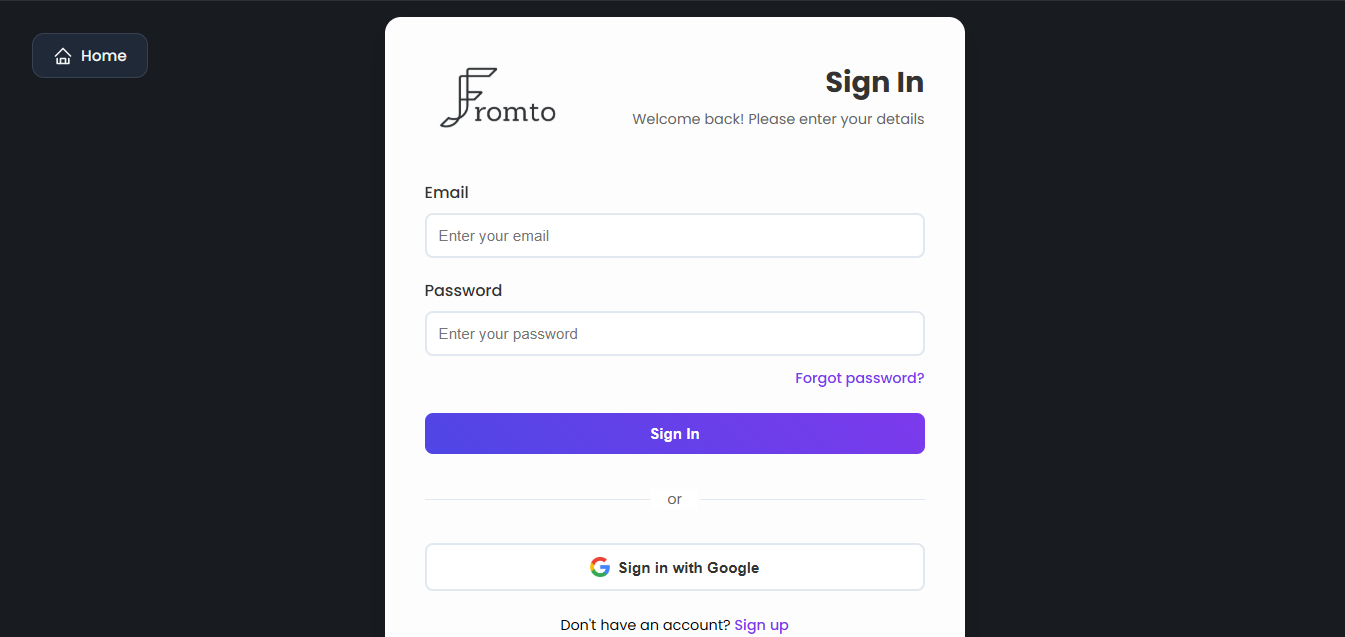 Home
Fromto
Sign In
Welcome back! Please enter your details
Email
Enter your email
Password
Enter your password
Forgot password?
Sign In
or
Sign in with Google
Don't have an account? Sign up